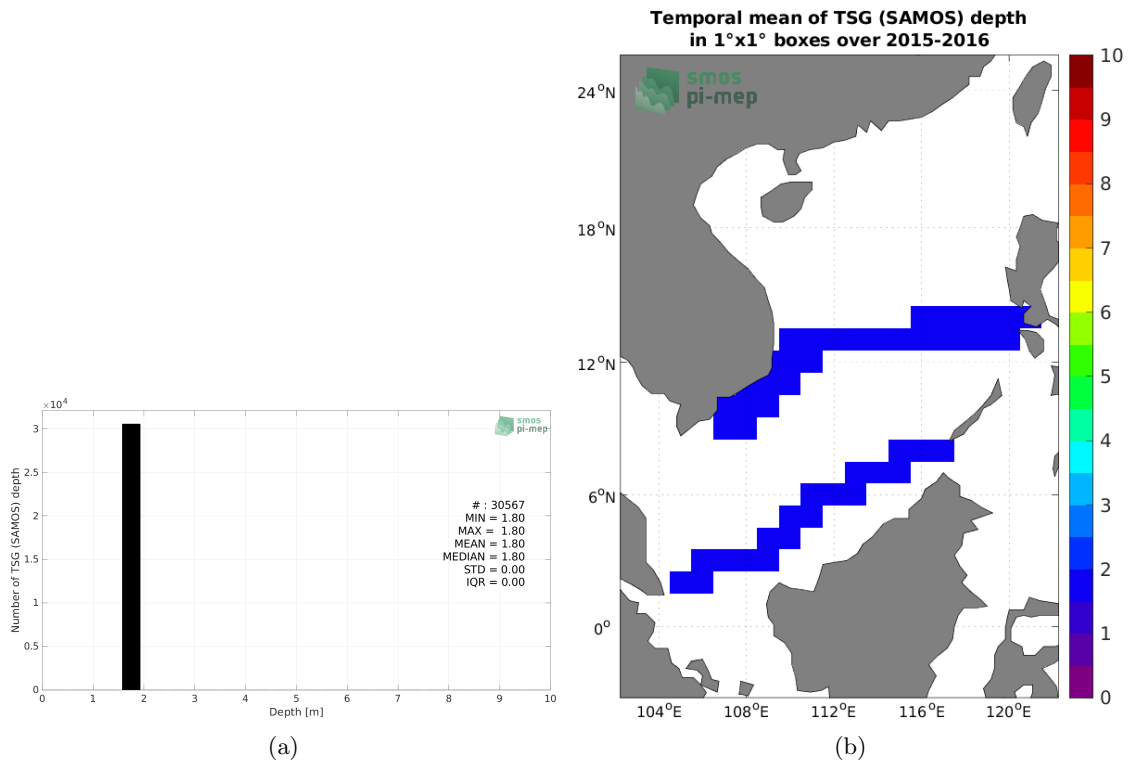 ×10⁴
3
2.5
2
1.5
1
0.5
0
Number of TSG (SAMOS) depth
smos
pi-mep
# : 30567
MIN = 1.80
MAX = 1.80
MEAN = 1.80
MEDIAN = 1.80
STD = 0.00
IQR = 0.00
0 1 2 3 4 5 6 7 8 9 10
Depth [m]
(a)
Temporal mean of TSG (SAMOS) depth
in 1°x1° boxes over 2015-2016
smos
pi-mep
24°N
18°N
12°N
6°N
0°
104°E 108°E 112°E 116°E 120°E
10
9
8
7
6
5
4
3
2
1
0
(b)